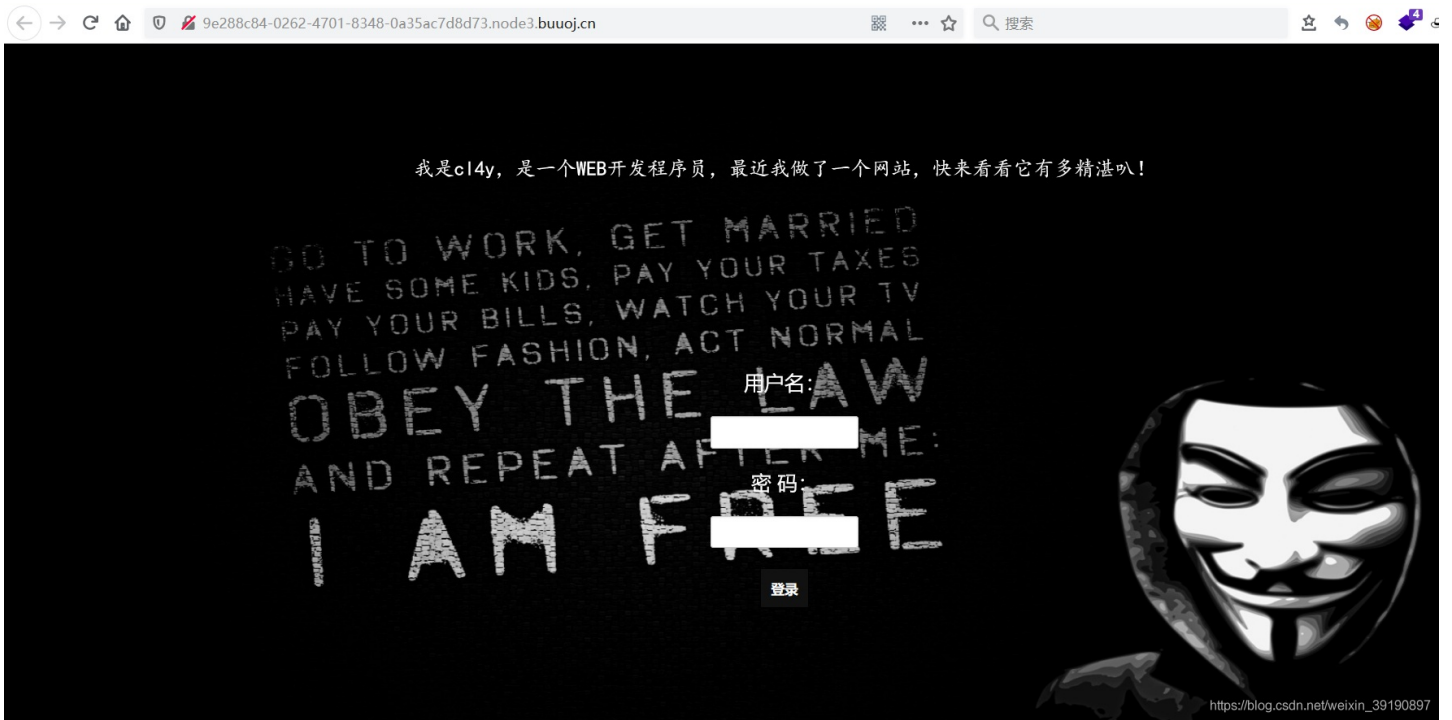 9e288c84-0262-4701-8348-0a35ac7d8d73.node3.buuoj.cn
搜索
4
我是cl4y，是一个WEB开发程序员，最近我做了一个网站，快来看看它有多精湛叭！
GO TO WORK, GET MARRIED
HAVE SOME KIDS, PAY YOUR TAXES
PAY YOUR BILLS, WATCH YOUR TV
FOLLOW FASHION, ACT NORMAL
OBEY THE LAW
AND REPEAT AFTER ME:
I AM FREE
用户名：
密 码：
登录
https://blog.csdn.net/weixin_39190897